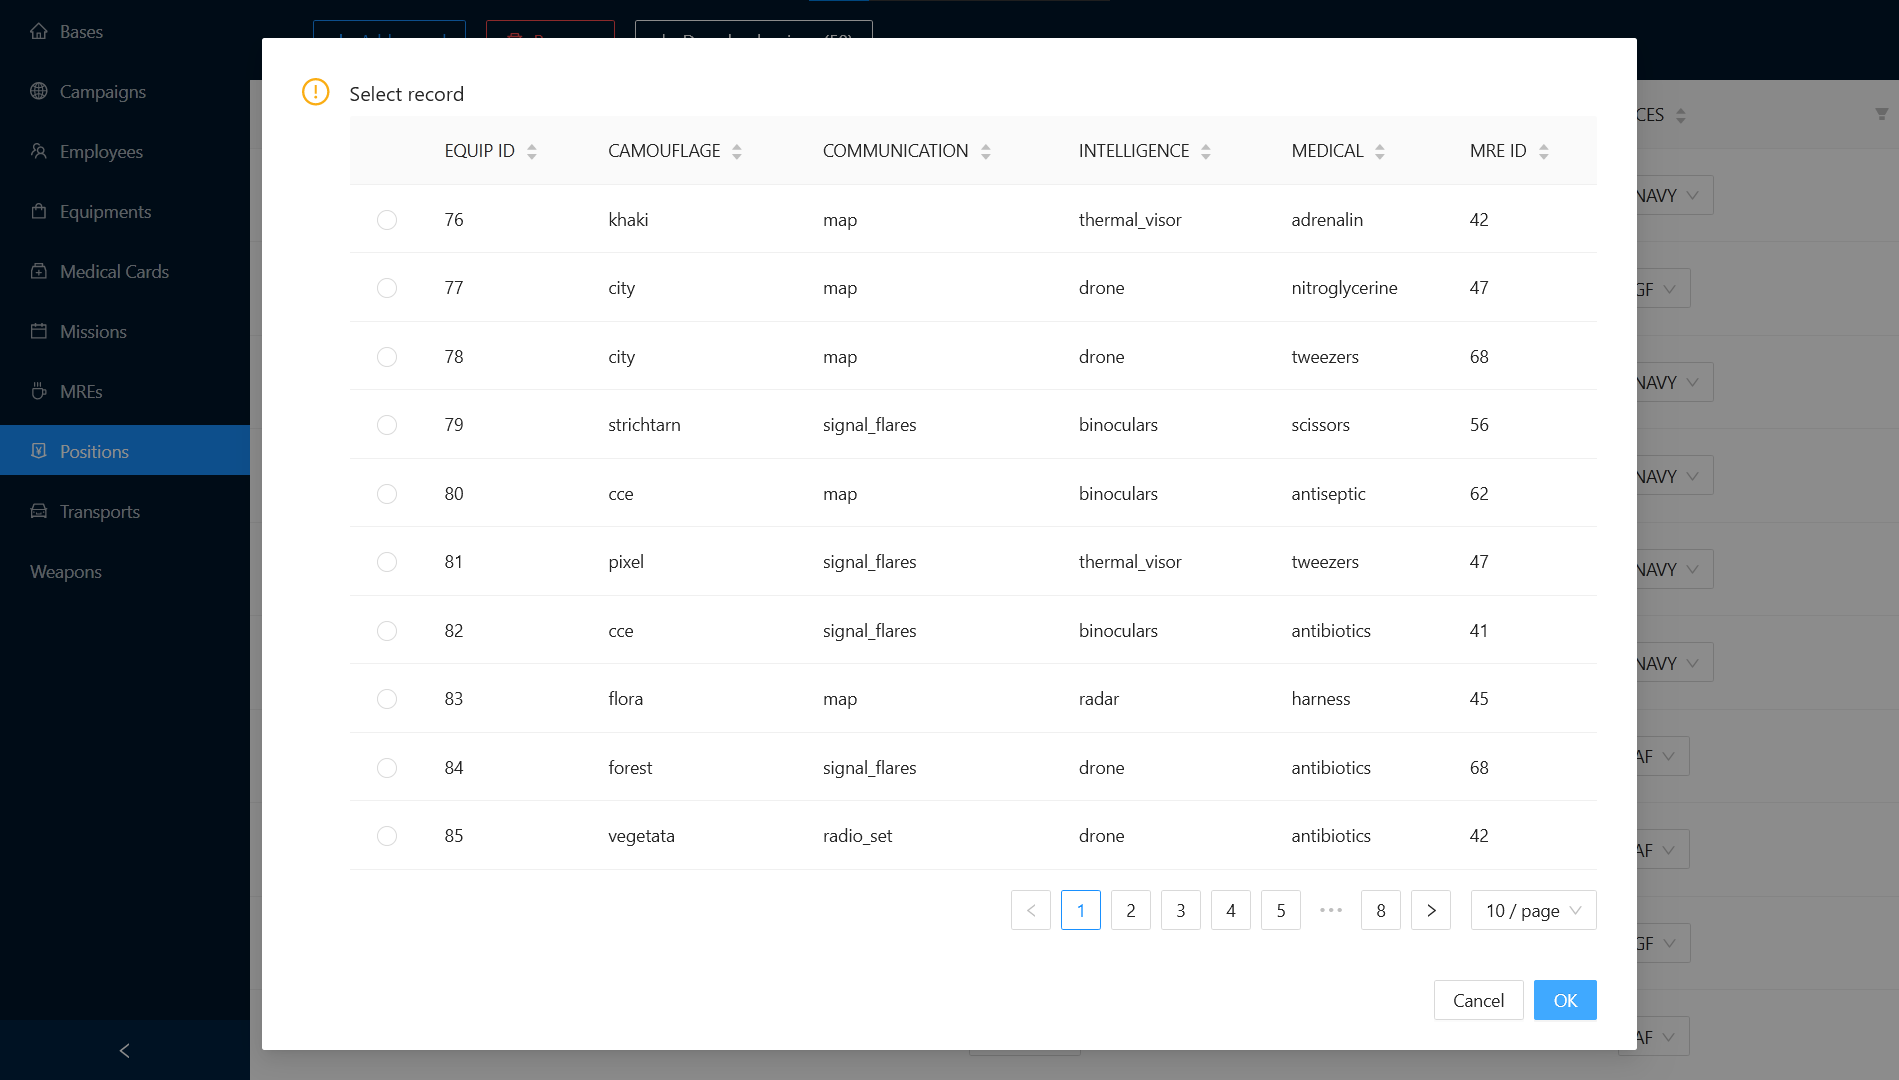 Bases
Campaigns
Employees
Equipments
Medical Cards
Missions
MREs
Positions
Transports
Weapons
Select record
EQUIP ID CAMOUFLAGE COMMUNICATION INTELLIGENCE MEDICAL MRE ID
76 khaki map thermal_visor adrenalin 42
77 city map drone nitroglycerine 47
78 city map drone tweezers 68
79 strichtarn signal_flares binoculars scissors 56
80 cce map binoculars antiseptic 62
81 pixel signal_flares thermal_visor tweezers 47
82 cce signal_flares binoculars antibiotics 41
83 flora map radar harness 45
84 forest signal_flares drone antibiotics 68
85 vegetata radio_set drone antibiotics 42
< 1 2 3 4 5 ••• 8 > 10 / page
Cancel OK
CES
NAVY
GF
NAVY
NAVY
NAVY
NAVY
AF
AF
GF
AF